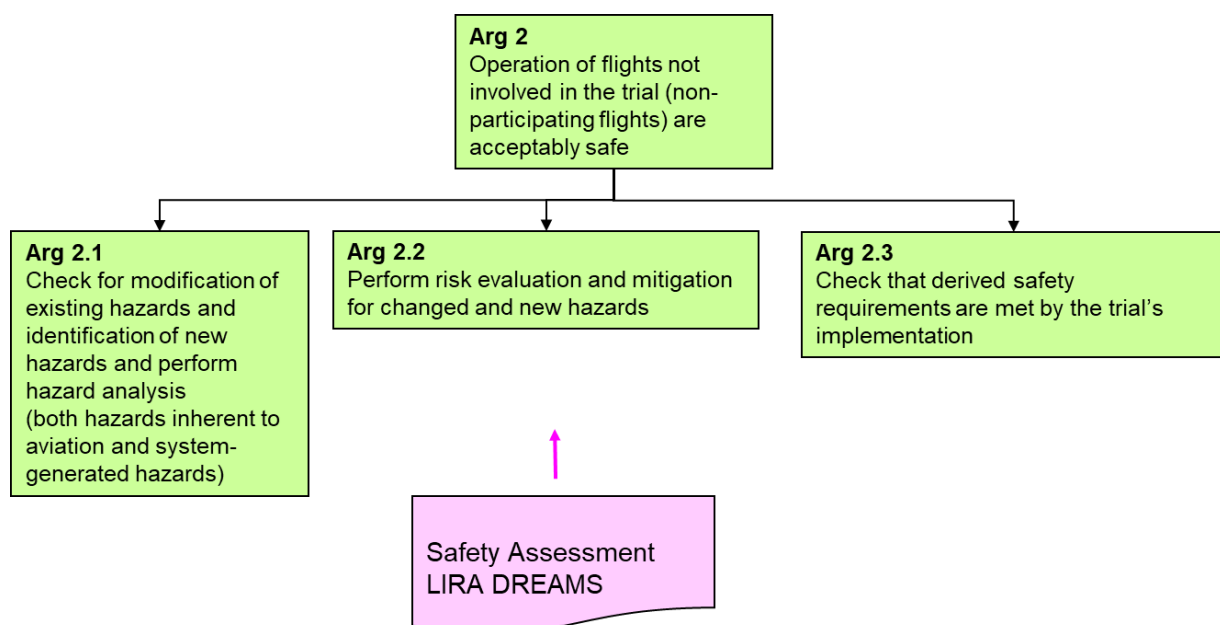 Arg 2
Operation of flights not
involved in the trial (non-
participating flights) are
acceptably safe
Arg 2.1
Check for modification of
existing hazards and
identification of new
hazards and perform
hazard analysis
(both hazards inherent to
aviation and system-
generated hazards)
Arg 2.2
Perform risk evaluation and mitigation
for changed and new hazards
Arg 2.3
Check that derived safety
requirements are met by the trial's
implementation
Safety Assessment
LIRA DREAMS